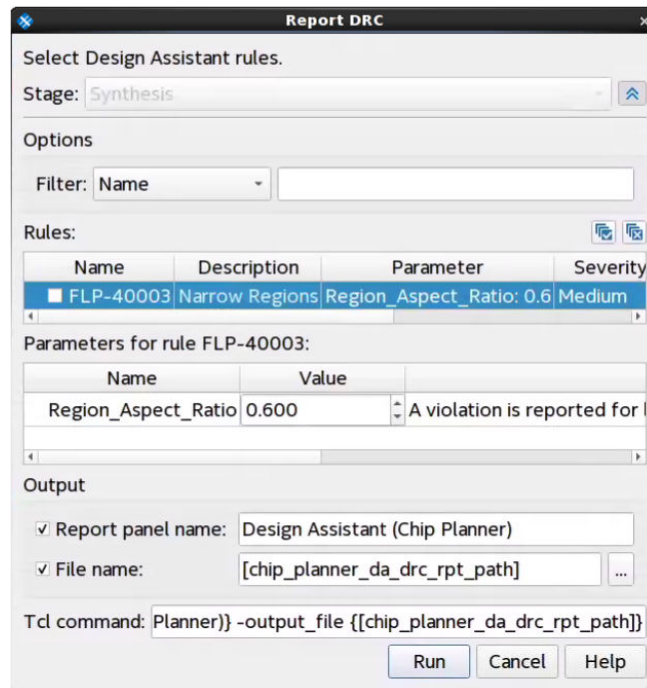 Report DRC
Select Design Assistant rules.
Stage: Synthesis
Options
Filter: Name
Rules:
Name Description Parameter Severity
FLP-40003 Narrow Regions Region_Aspect_Ratio: 0.6 Medium
Parameters for rule FLP-40003:
Name Value
Region_Aspect_Ratio 0.600 A violation is reported for
Output
Report panel name: Design Assistant (Chip Planner)
File name: [chip_planner_da_drc_rpt_path] ...
Tcl command: Planner)} -output_file {[chip_planner_da_drc_rpt_path]}
Run Cancel Help